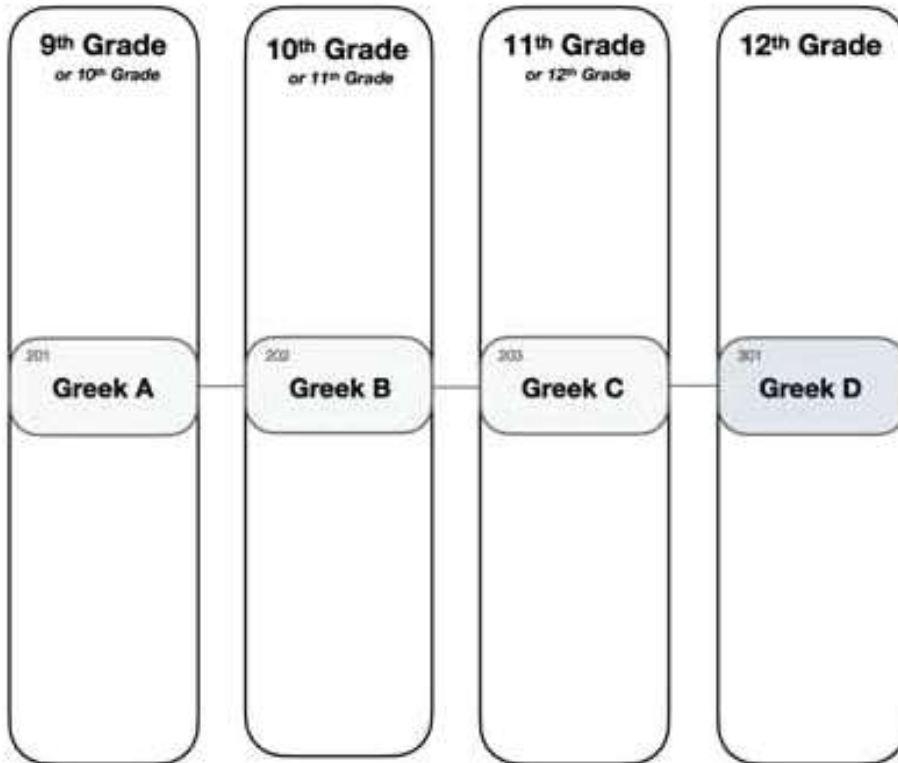 9th Grade
or 10th Grade
10th Grade
or 11th Grade
11th Grade
or 12th Grade
12th Grade
201
Greek A
202
Greek B
203
Greek C
301
Greek D